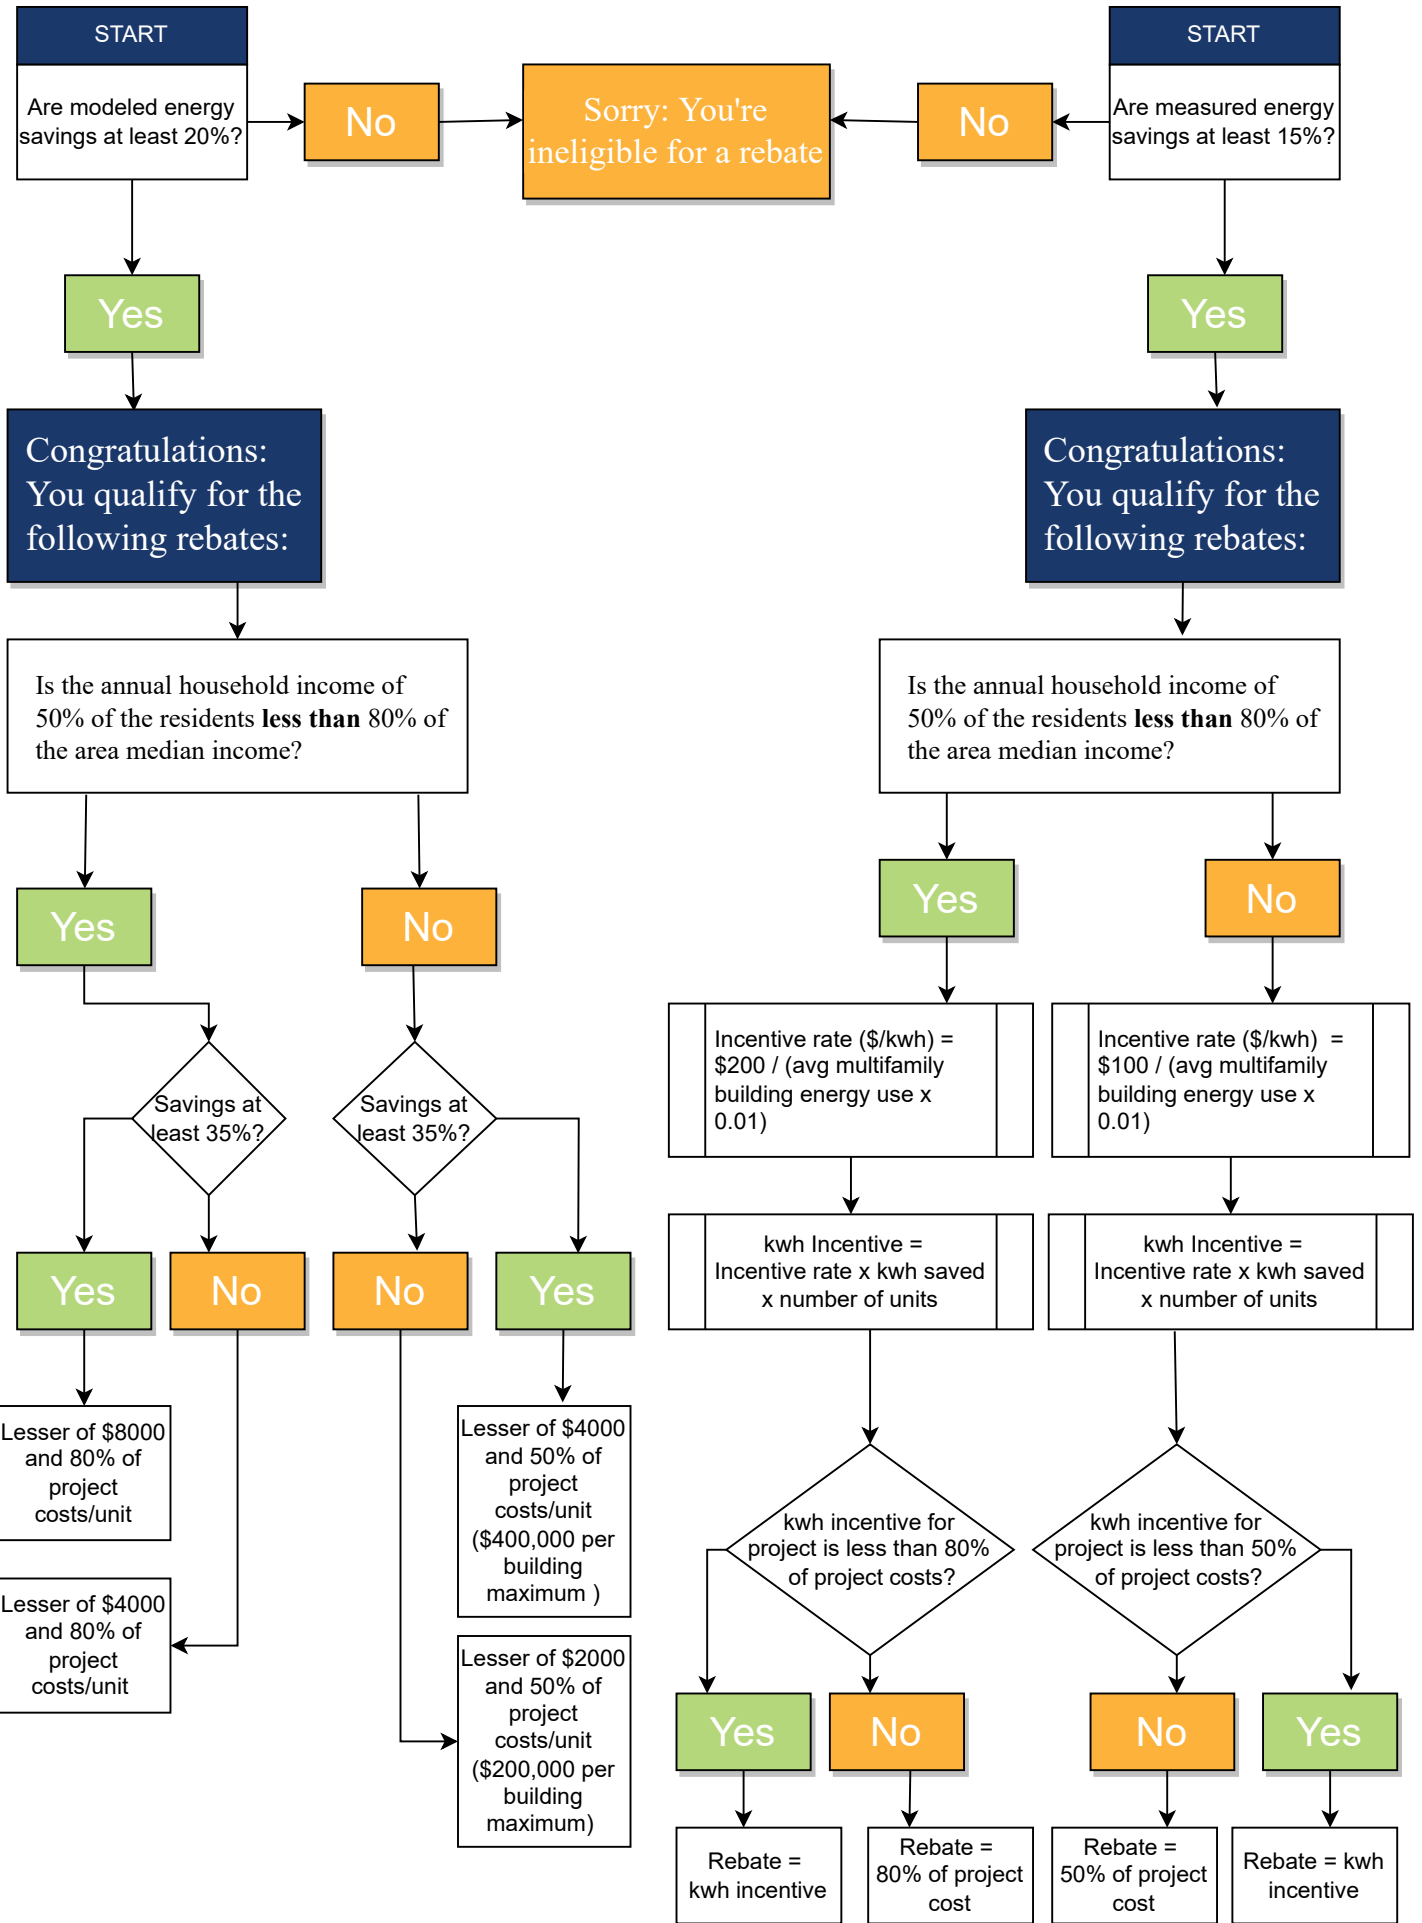 START
Are modeled energy
savings at least 20%?
No
Sorry: You're
ineligible for a rebate
No
START
Are measured energy
savings at least 15%?
Yes
Yes
Congratulations:
You qualify for the
following rebates:
Congratulations:
You qualify for the
following rebates:
Is the annual household income of
50% of the residents less than 80% of
the area median income?
Is the annual household income of
50% of the residents less than 80% of
the area median income?
Yes
No
Yes
No
Savings at
least 35%?
Savings at
least 35%?
Incentive rate ($/kwh) =
$200 / (avg multifamily
building energy use x
0.01)
Incentive rate ($/kwh)  =
$100 / (avg multifamily
building energy use x
0.01)
Yes
No
No
Yes
kwh Incentive =
Incentive rate x kwh saved
x number of units
kwh Incentive =
Incentive rate x kwh saved
x number of units
Lesser of $8000
and 80% of
project
costs/unit
Lesser of $4000
and 50% of
project
costs/unit
($400,000 per
building
maximum )
Lesser of $4000
and 80% of
project
costs/unit
Lesser of $2000
and 50% of
project
costs/unit
($200,000 per
building
maximum)
kwh incentive for
project is less than 80%
of project costs?
kwh incentive for
project is less than 50%
of project costs?
Yes
No
No
Yes
Rebate =
kwh incentive
Rebate =
80% of project
cost
Rebate =
50% of project
cost
Rebate = kwh
incentive